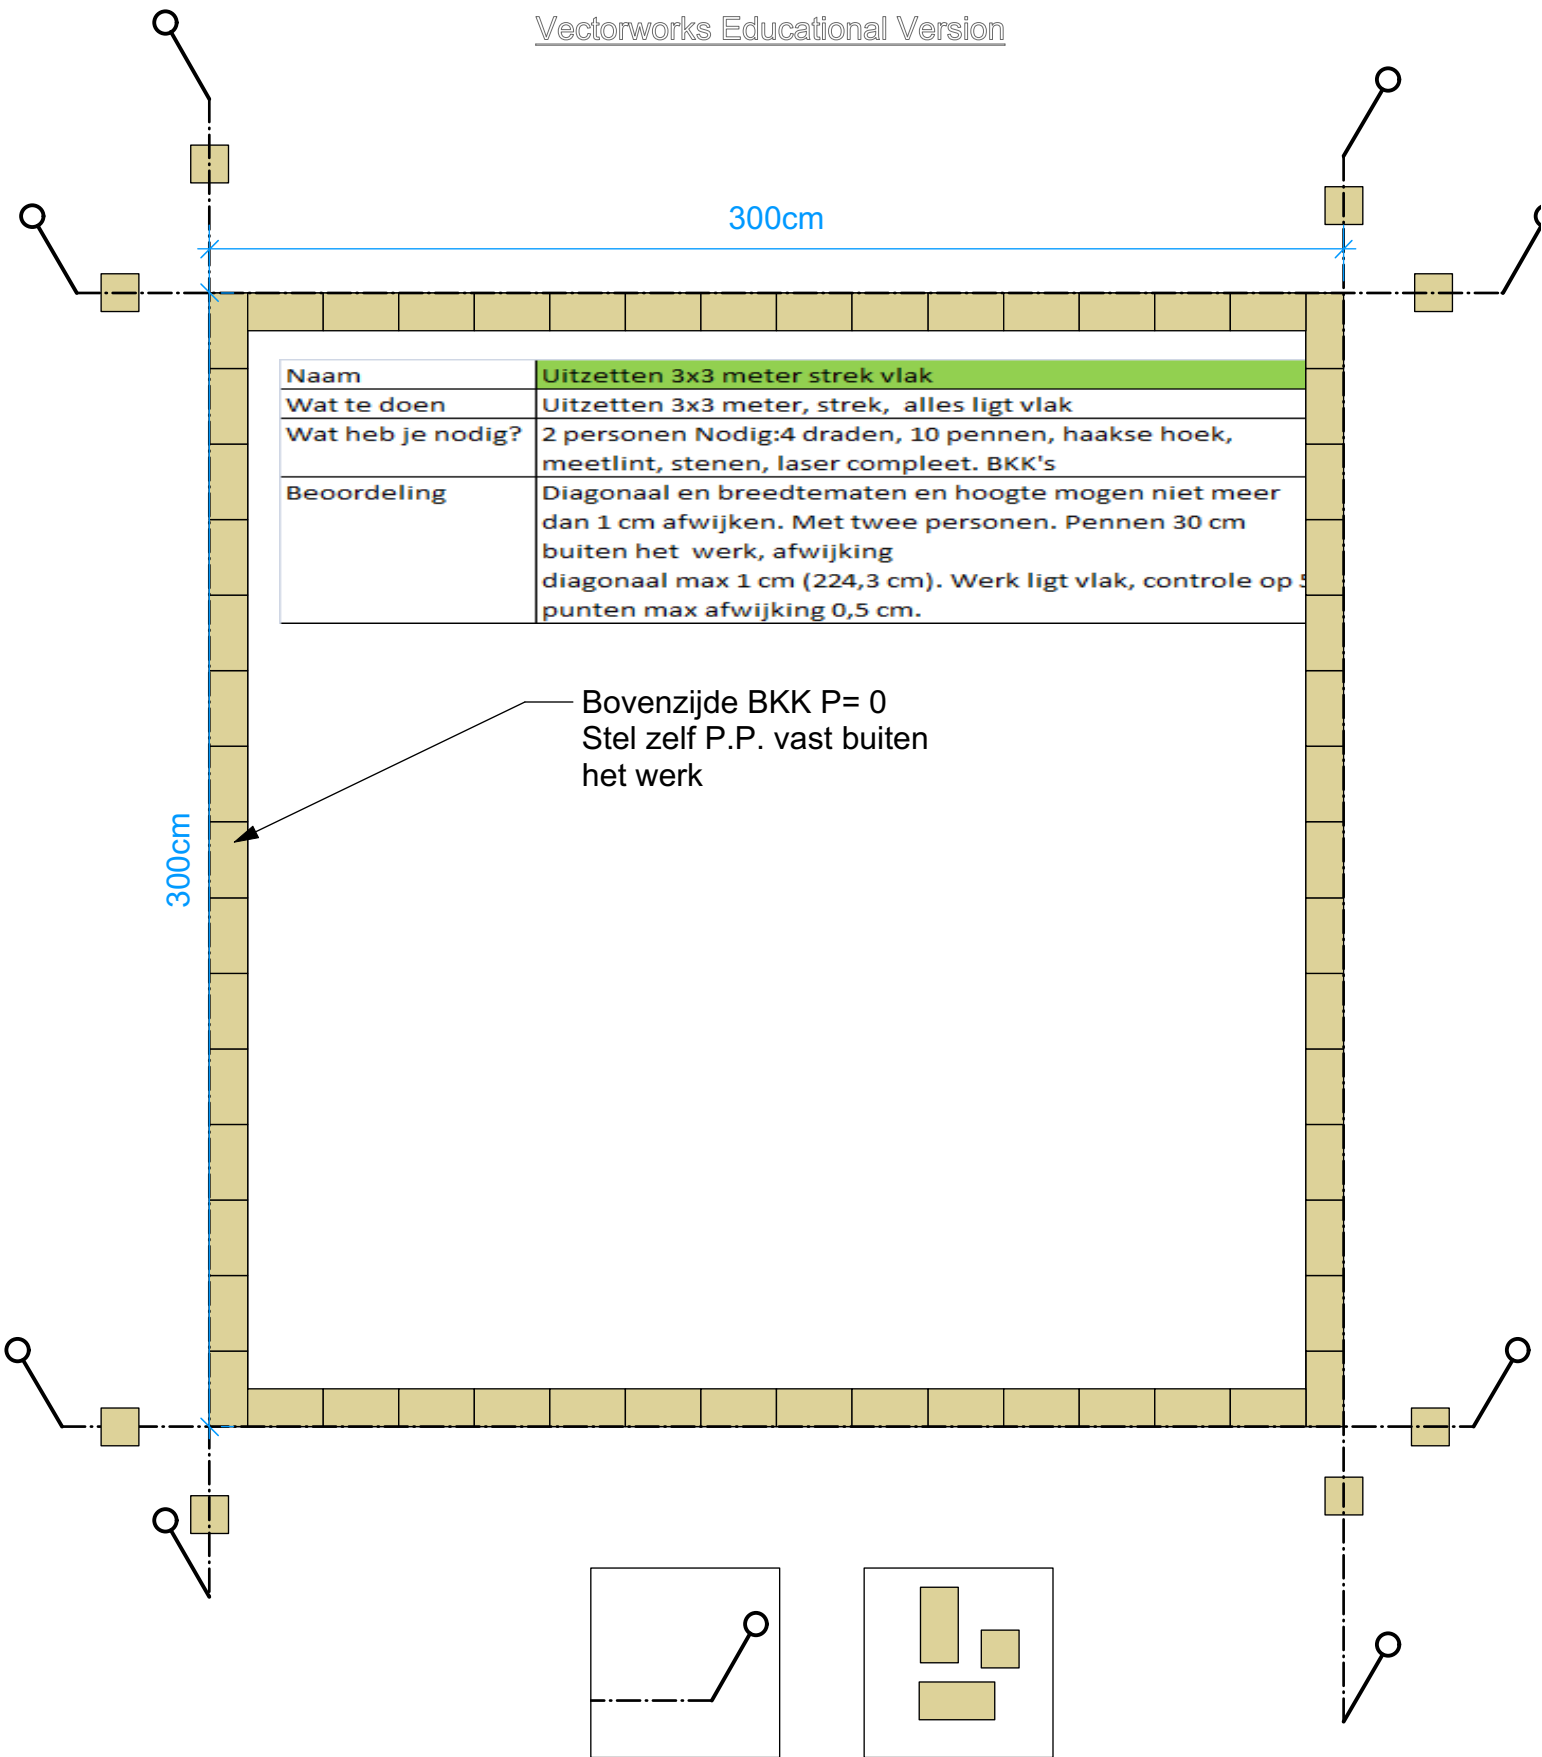 Vectorworks Educational Version
300cm
Naam Uitzetten 3x3 meter strek vlak
Wat te doen Uitzetten 3x3 meter, strek, alles ligt vlak
Wat heb je nodig? 2 personen Nodig:4 draden, 10 pennen, haakse hoek,
meetlint, stenen, laser compleet. BKK's
Beoordeling Diagonaal en breedtematen en hoogte mogen niet meer
dan 1 cm afwijken. Met twee personen. Pennen 30 cm
buiten het werk, afwijking
diagonaal max 1 cm (224,3 cm). Werk ligt vlak, controle op
punten max afwijking 0,5 cm.
Bovenzijde BKK P= 0
Stel zelf P.P. vast buiten
het werk
300cm